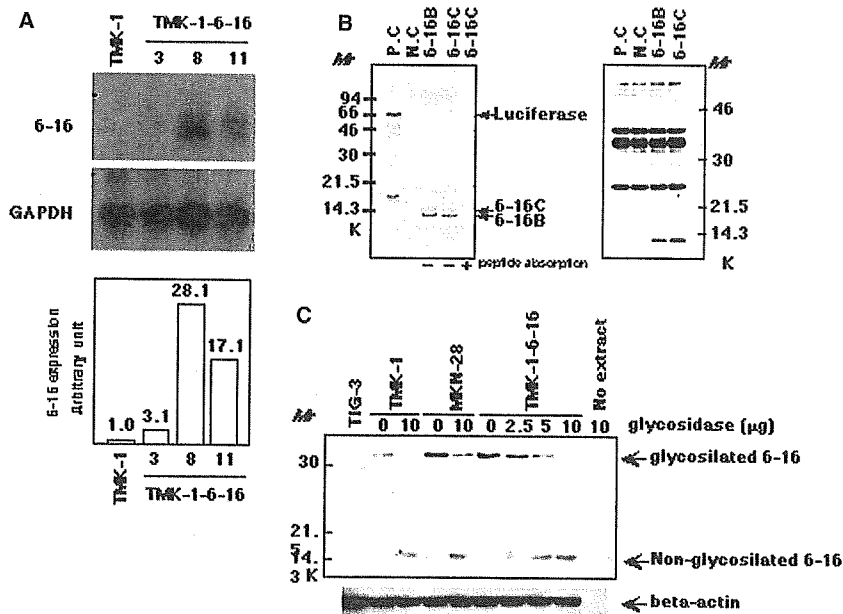 A
TMK-1
TMK-1-6-16
3 8 11
6-16
GAPDH
6-16 expression
Arbitrary unit
1.0
3.1
28.1
17.1
TMK-1
3 8 11
TMK-1-6-16
B
Mr
P.C
N.C
6-16B
6-16C
6-16C
94
66
46
30
21.5
14.3
K
Luciferase
6-16C
6-16B
- - + peptide absorption
P.C
N.C
6-16B
6-16C
Mr
46
30
21.5
14.3
K
C
Mr
TIG-3
TMK-1
MKN-28
TMK-1-6-16
No extract
0 10 0 10 0 2.5 5 10 10 glycosidase (µg)
30
21.
5
14.
3 K
glycosilated 6-16
Non-glycosilated 6-16
beta-actin